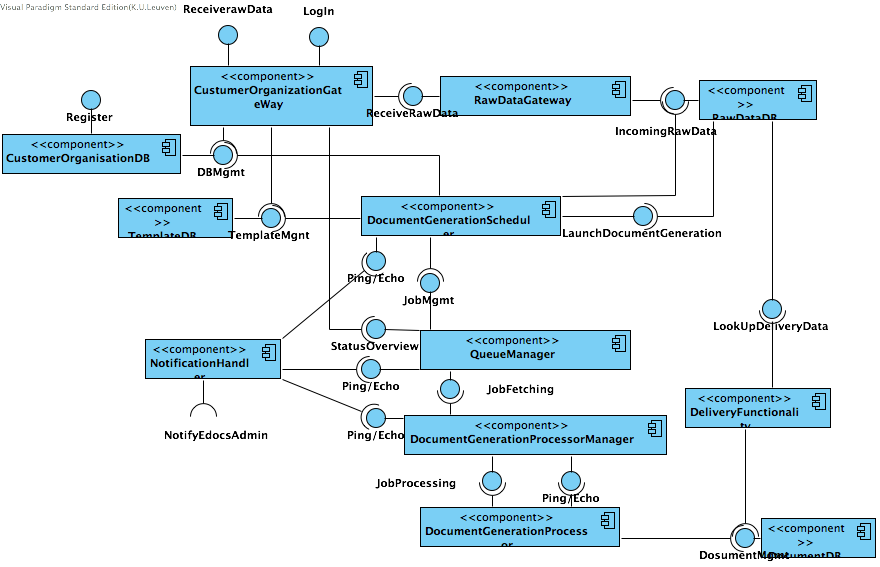 Visual Paradigm Standard Edition(K.U.Leuven)
ReceiverawData
LogIn
<<component>>
CustumerOrganizationGat
eWay
<<component>>
RawDataGateway
<<component
>>
RawDataDB
Register
ReceiveRawData
IncomingRawData
<<component>>
CustomerOrganisationDB
DBMgmt
<<component
>>
TemplateDB
TemplateMgnt
<<component>>
DocumentGenerationSchedul
er
LaunchDocumentGeneration
Ping/Echo
JobMgmt
LookUpDeliveryData
StatusOverview
<<component>>
QueueManager
<<component>>
NotificationHandl
er
Ping/Echo
JobFetching
<<component>>
DeliveryFunctionali
ty
NotifyEdocsAdmin
Ping/Echo
<<component>>
DocumentGenerationProcessorManager
JobProcessing
Ping/Echo
<<component>>
DocumentGenerationProcess
or
<<component
>>
DosumentMgmt
DocumentDB